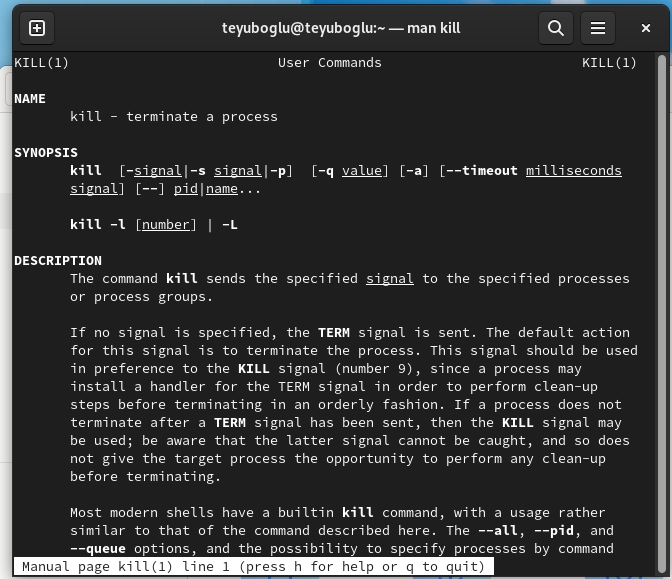 teyuboglu@teyuboglu:~ — man kill
KILL(1) User Commands KILL(1)
NAME
kill - terminate a process
SYNOPSIS
kill [-signal|-s signal|-p] [-q value] [-a] [--timeout milliseconds
signal] [--] pid|name...
kill -l [number] | -L
DESCRIPTION
The command kill sends the specified signal to the specified processes
or process groups.
If no signal is specified, the TERM signal is sent. The default action
for this signal is to terminate the process. This signal should be used
in preference to the KILL signal (number 9), since a process may
install a handler for the TERM signal in order to perform clean-up
steps before terminating in an orderly fashion. If a process does not
terminate after a TERM signal has been sent, then the KILL signal may
be used; be aware that the latter signal cannot be caught, and so does
not give the target process the opportunity to perform any clean-up
before terminating.
Most modern shells have a builtin kill command, with a usage rather
similar to that of the command described here. The --all, --pid, and
--queue options, and the possibility to specify processes by command
Manual page kill(1) line 1 (press h for help or q to quit)